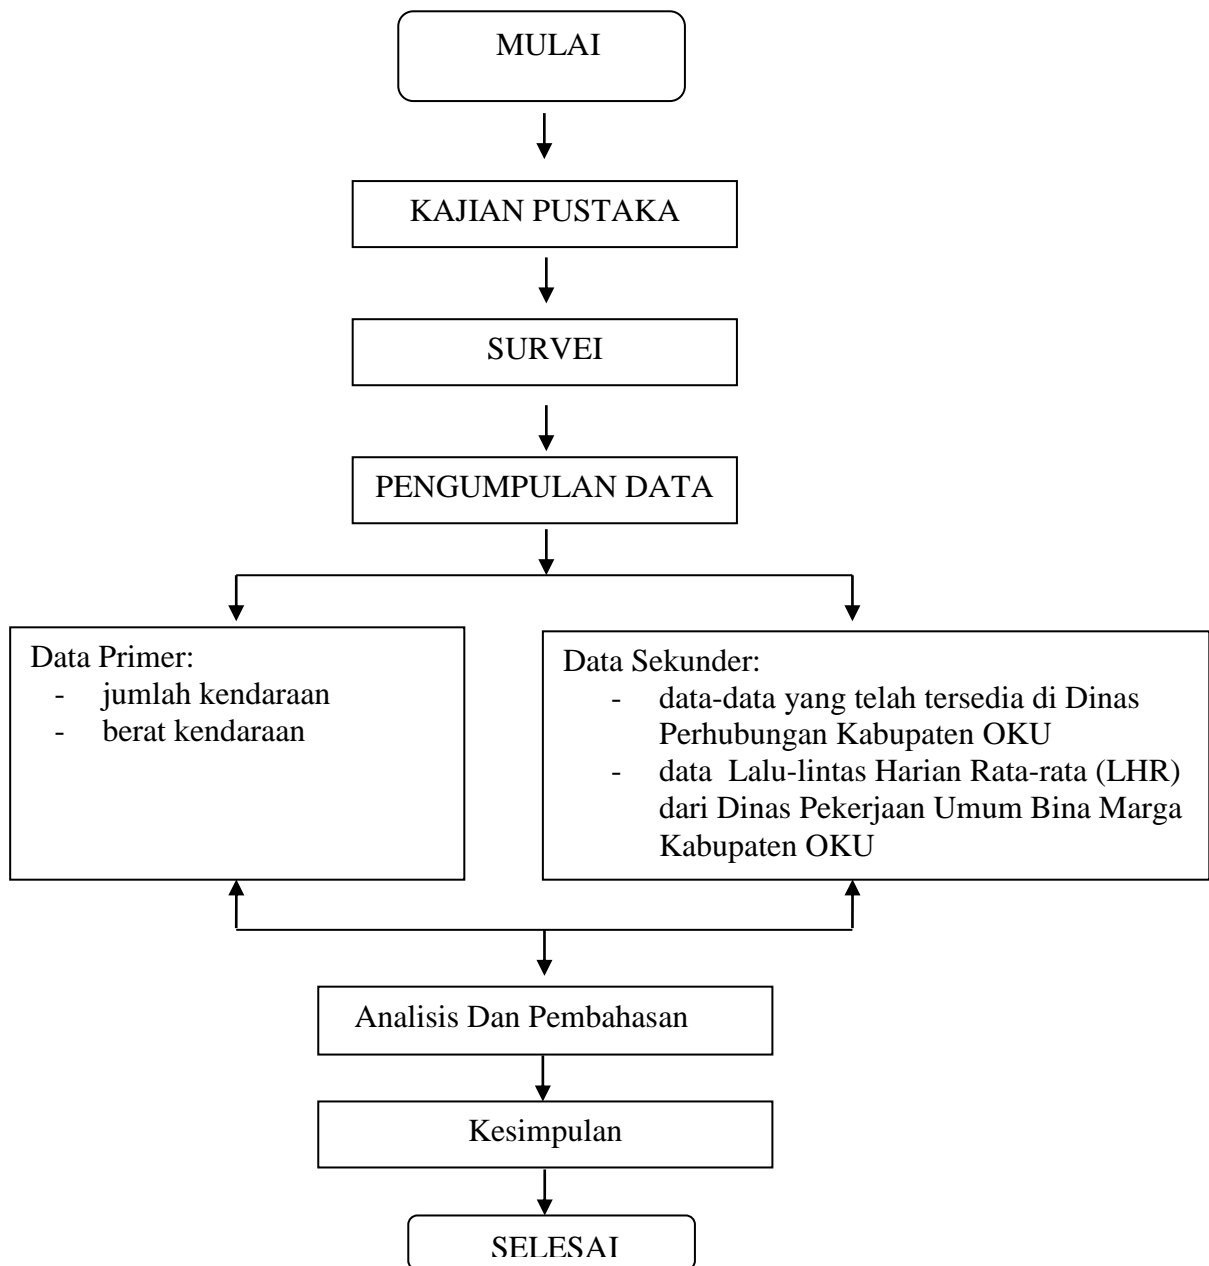 MULAI
KAJIAN PUSTAKA
SURVEI
PENGUMPULAN DATA
Data Primer:
- jumlah kendaraan
- berat kendaraan
Data Sekunder:
- data-data yang telah tersedia di Dinas
Perhubungan Kabupaten OKU
- data Lalu-lintas Harian Rata-rata (LHR)
dari Dinas Pekerjaan Umum Bina Marga
Kabupaten OKU
Analisis Dan Pembahasan
Kesimpulan
SELESAI